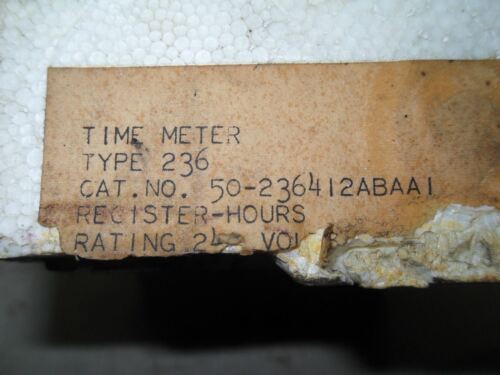 TIME METER
TYPE 236
CAT. NO. 50-236412ABAA1
REGISTER-HOURS
RATING